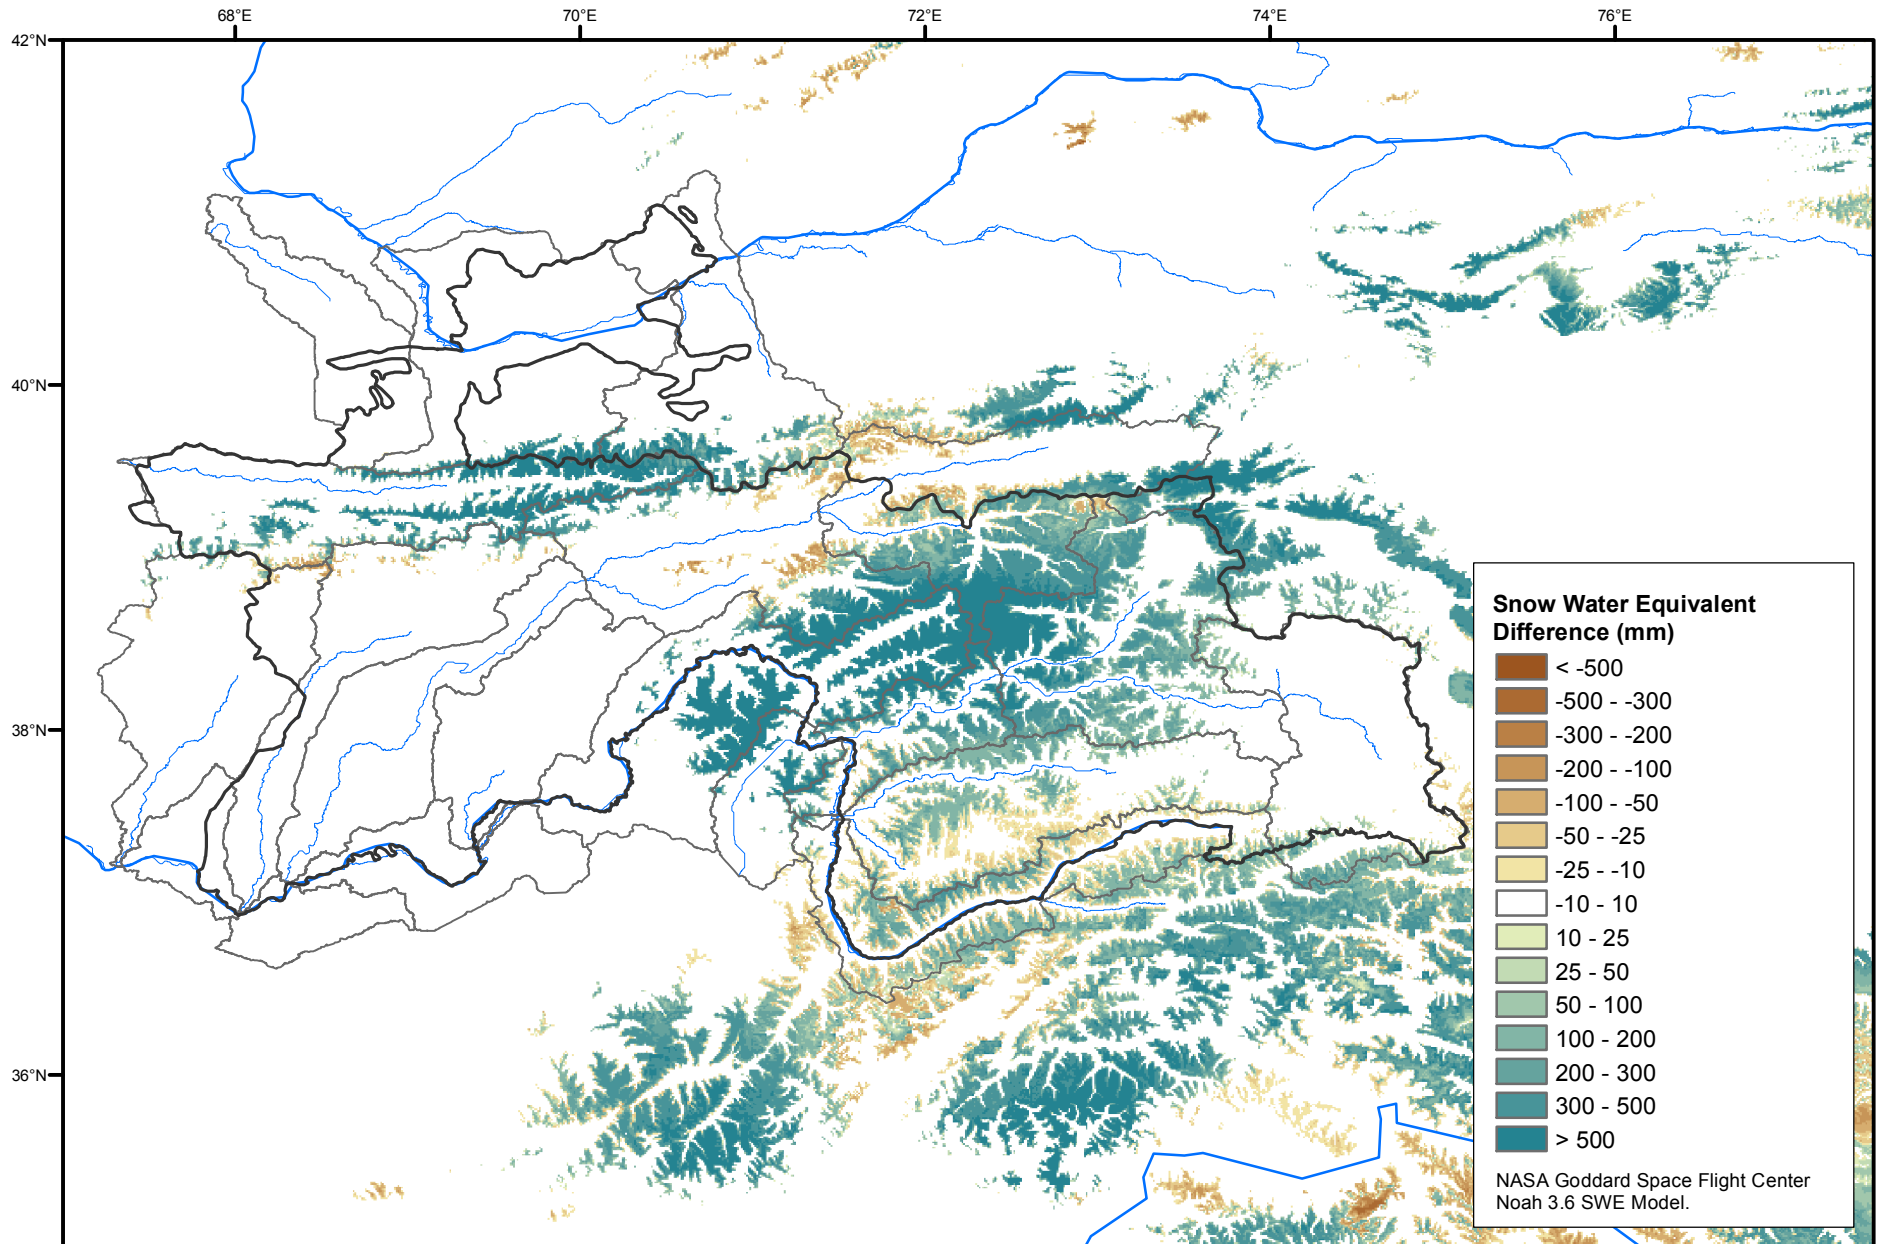 68°E 70°E 72°E 74°E 76°E
42°N
40°N
38°N
36°N
Snow Water Equivalent
Difference (mm)
< -500
-500 - -300
-300 - -200
-200 - -100
-100 - -50
-50 - -25
-25 - -10
-10 - 10
10 - 25
25 - 50
50 - 100
100 - 200
200 - 300
300 - 500
> 500
NASA Goddard Space Flight Center
Noah 3.6 SWE Model.